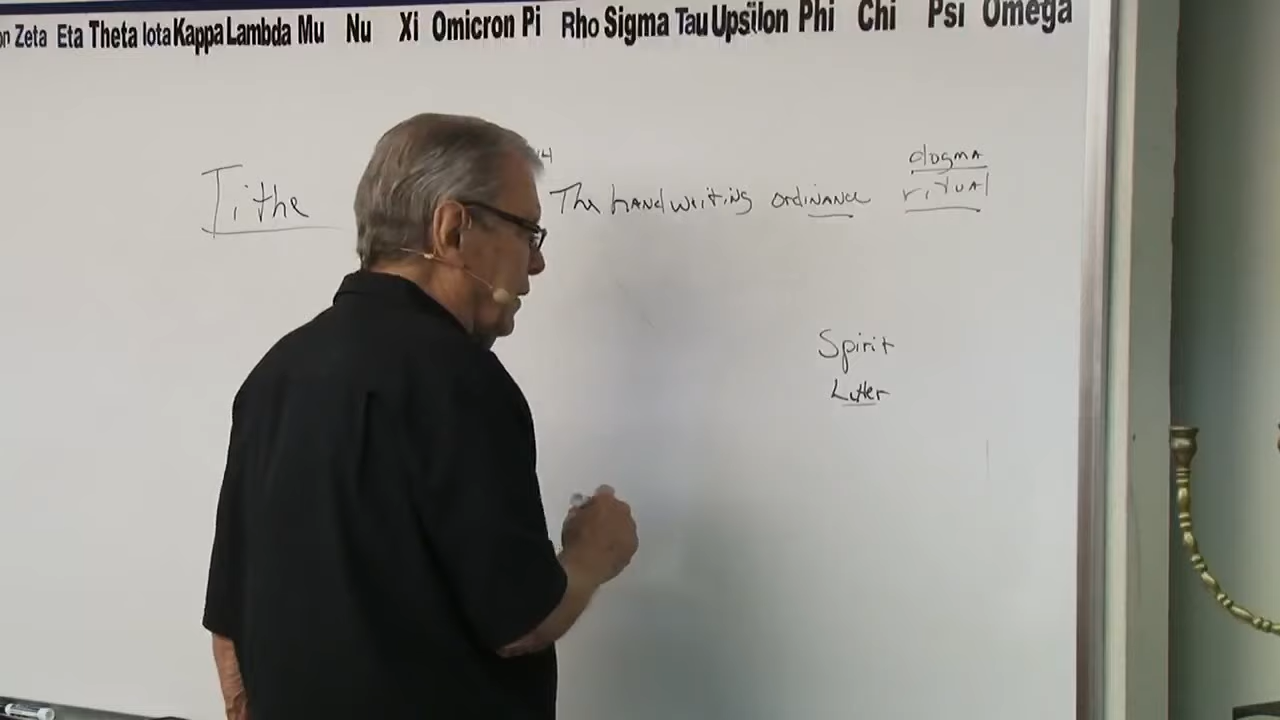 Zeta Eta Theta Iota Kappa Lambda Mu Nu Xi Omicron Pi Rho Sigma Tau Upsilon Phi Chi Psi Omega
dogma
Tithe The handwriting ordinance ritual
Spirit
Letter